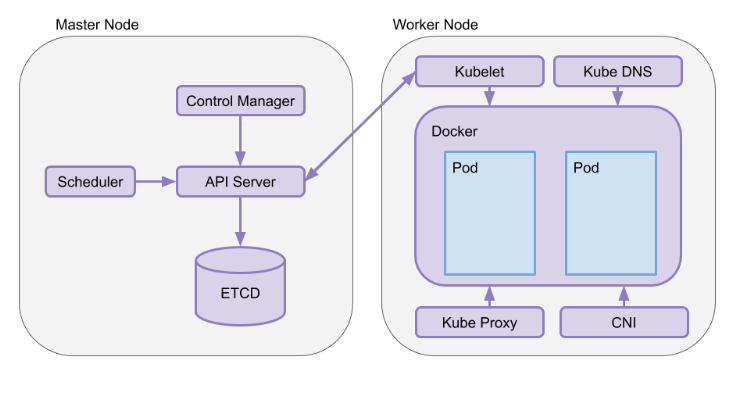 Master Node
Control Manager
Scheduler
API Server
ETCD
Worker Node
Kubelet
Kube DNS
Docker
Pod
Pod
Kube Proxy
CNI